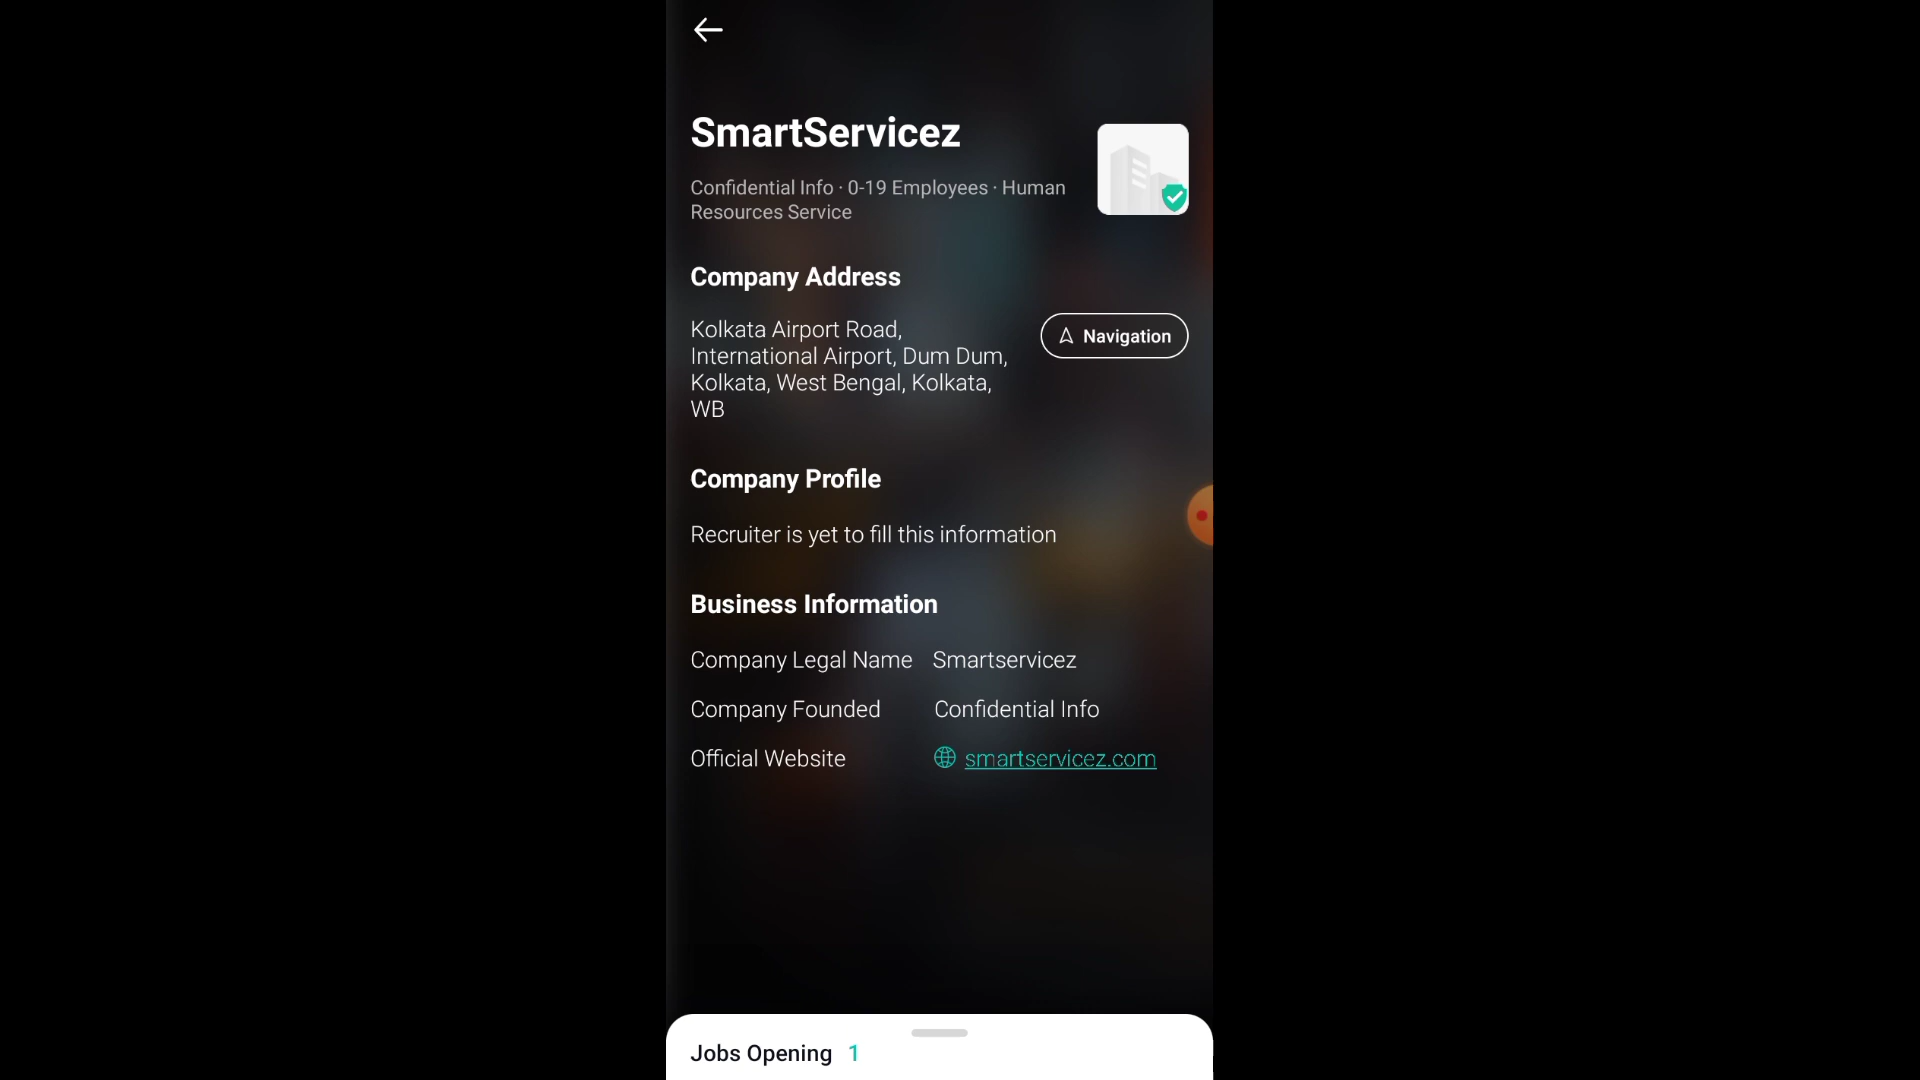 SmartServicez
Confidential Info · 0-19 Employees · Human
Resources Service
Company Address
Kolkata Airport Road,
International Airport, Dum Dum,
Kolkata, West Bengal, Kolkata,
WB
Navigation
Company Profile
Recruiter is yet to fill this information
Business Information
Company Legal Name Smartservicez
Company Founded Confidential Info
Official Website smartservicez.com
Jobs Opening 1